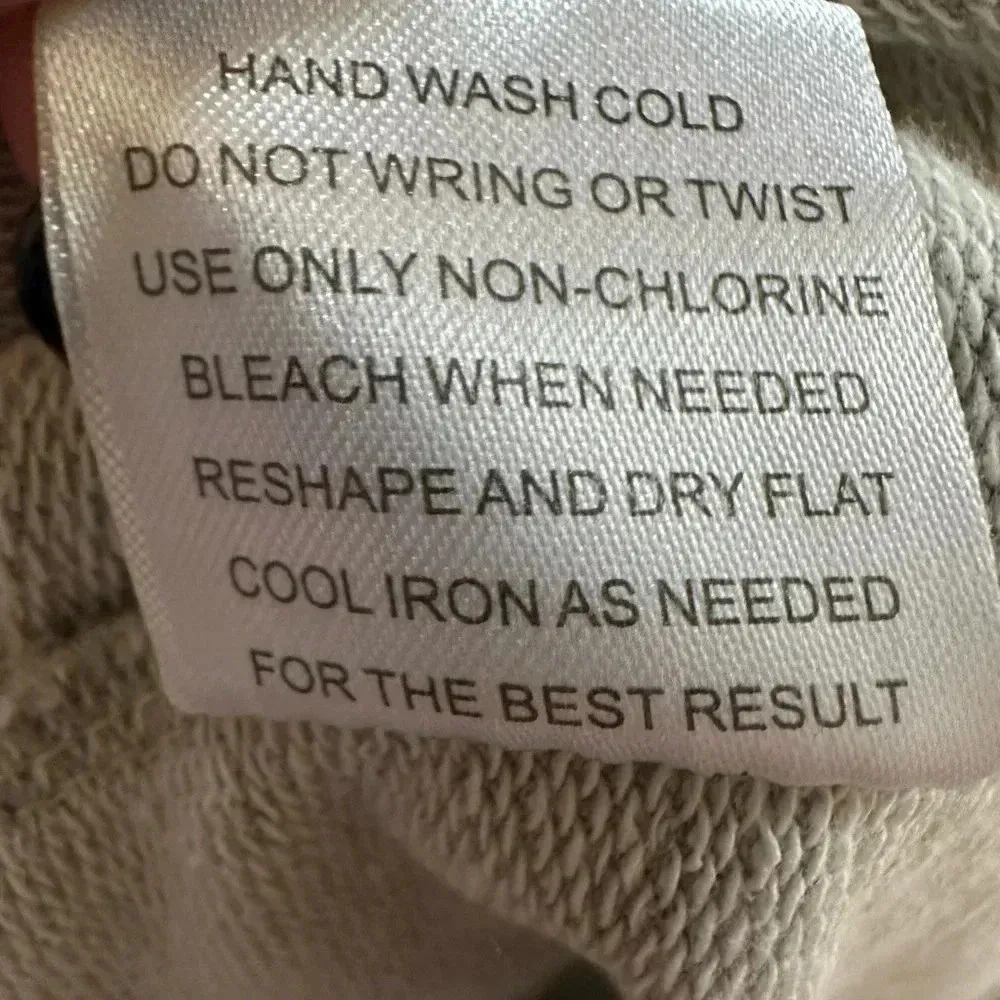 HAND WASH COLD
DO NOT WRING OR TWIST
USE ONLY NON-CHLORINE
BLEACH WHEN NEEDED
RESHAPE AND DRY FLAT
COOL IRON AS NEEDED
FOR THE BEST RESULT